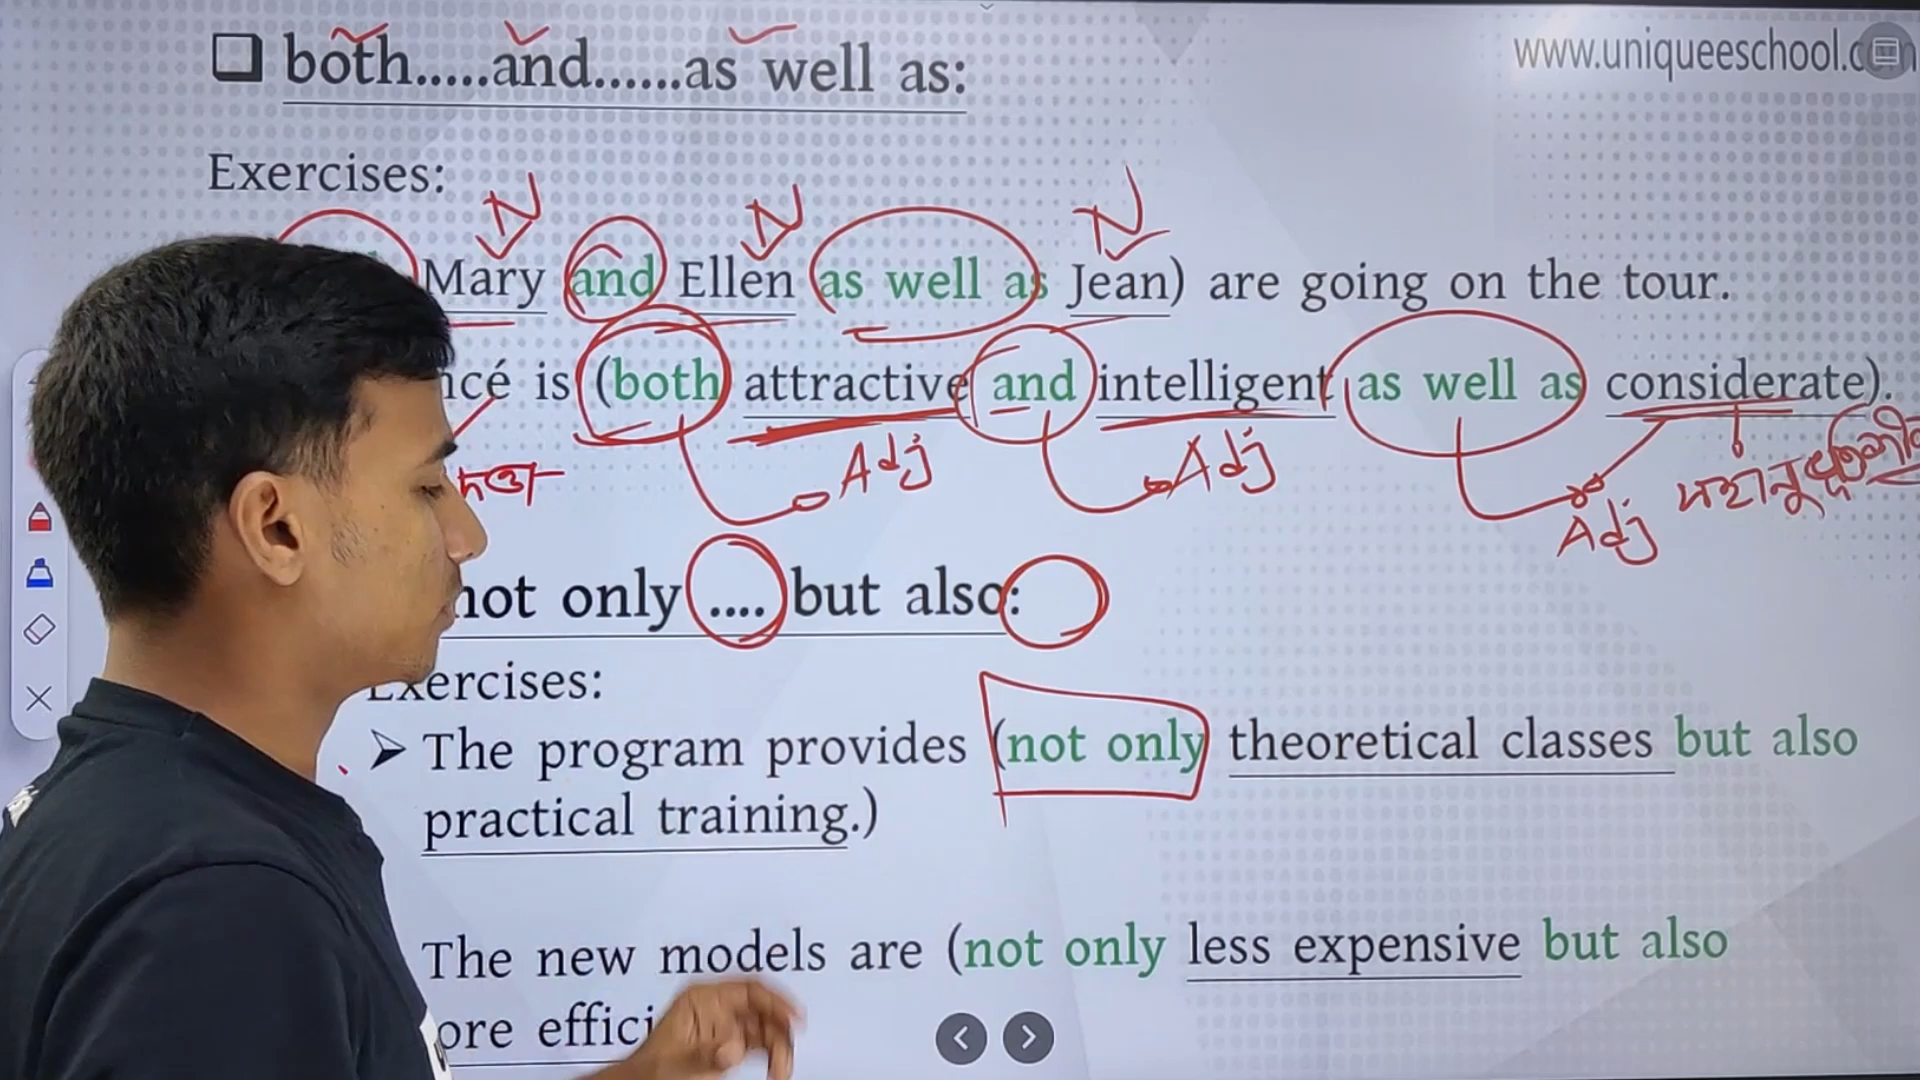 both.....and......as well as:
www.uniqueeschool.com
Exercises:
N N N
Mary and Ellen as well as Jean) are going on the tour.
ncé is (both attractive and intelligent as well as considerate).
Adj Adj Adj
not only .... but also:
Exercises:
➤ The program provides (not only theoretical classes but also
practical training.)
The new models are (not only less expensive but also
ore effici